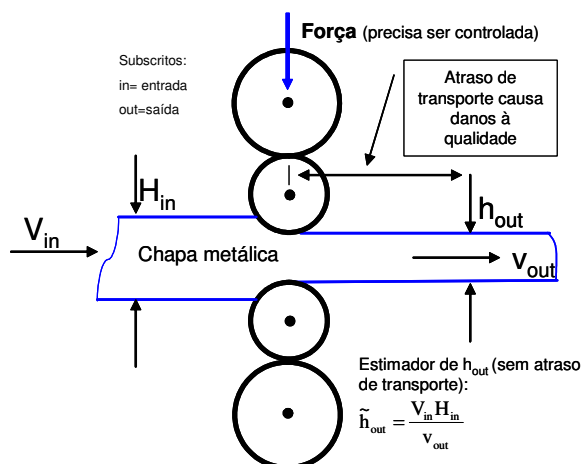 Força (precisa ser controlada)
Subscritos:
in= entrada
out=saída
Atraso de
transporte causa
danos à
qualidade
H_in
h_out
V_in
Chapa metálica
v_out
Estimador de h_out (sem atraso
de transporte):
h̃_out = V_in H_in / v_out